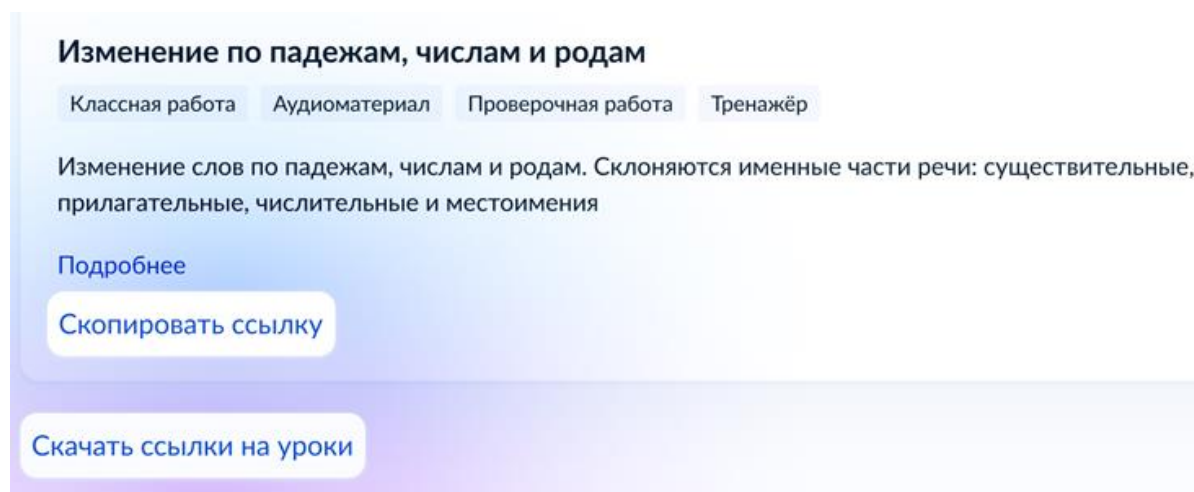 Изменение по падежам, числам и родам
Классная работа Аудиоматериал Проверочная работа Тренажёр
Изменение слов по падежам, числам и родам. Склоняются именные части речи: существительные,
прилагательные, числительные и местоимения
Подробнее
Скопировать ссылку
Скачать ссылки на уроки